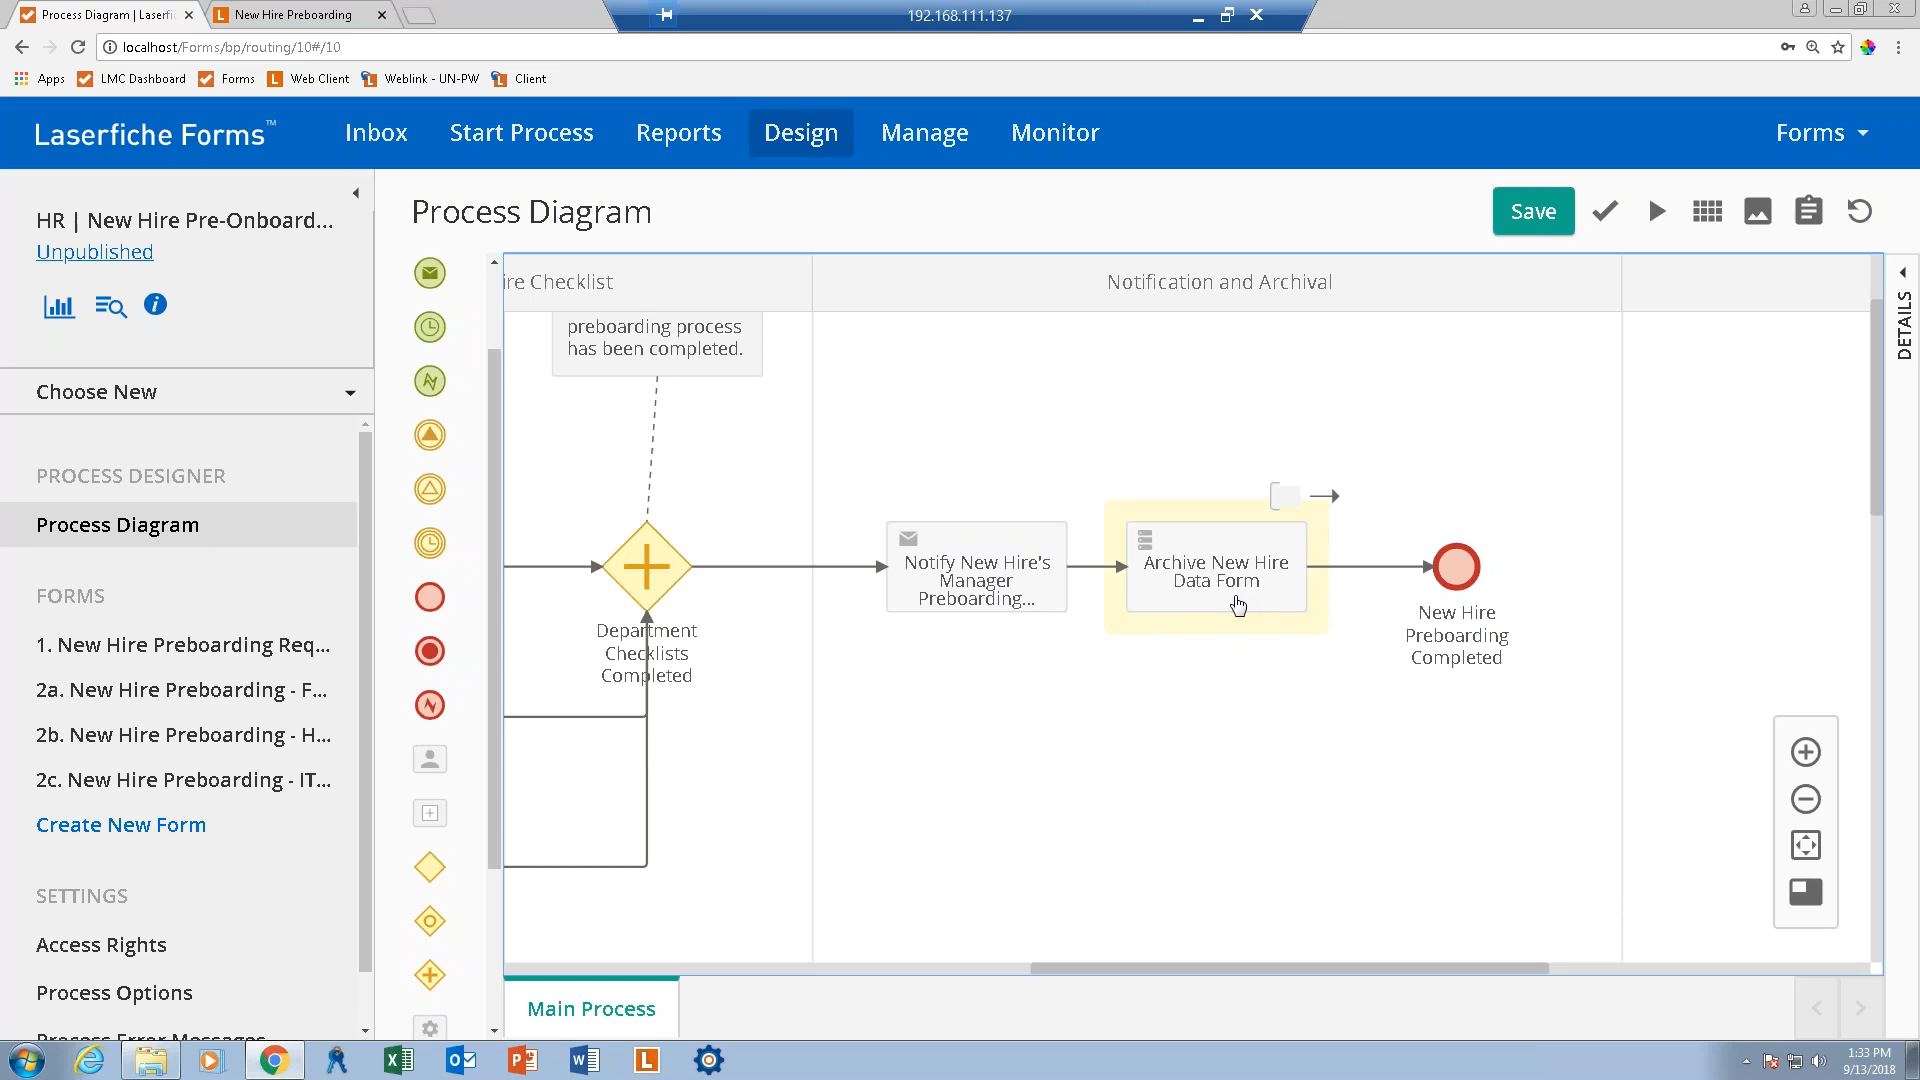 Process Diagram | Laserfic
New Hire Preboarding
192.168.111.137
localhost/Forms/bp/routing/10#/10
Apps
LMC Dashboard
Forms
Web Client
Weblink - UN-PW
Client
Laserfiche Forms™
Inbox
Start Process
Reports
Design
Manage
Monitor
Forms
HR | New Hire Pre-Onboard...
Unpublished
Process Diagram
Save
Choose New
PROCESS DESIGNER
Process Diagram
FORMS
1. New Hire Preboarding Req...
2a. New Hire Preboarding - F...
2b. New Hire Preboarding - H...
2c. New Hire Preboarding - IT...
Create New Form
SETTINGS
Access Rights
Process Options
Process Error Messages
ire Checklist
Notification and Archival
DETAILS
preboarding process
has been completed.
Department
Checklists
Completed
Notify New Hire's
Manager
Preboarding...
Archive New Hire
Data Form
New Hire
Preboarding
Completed
Main Process
1:33 PM
9/13/2018